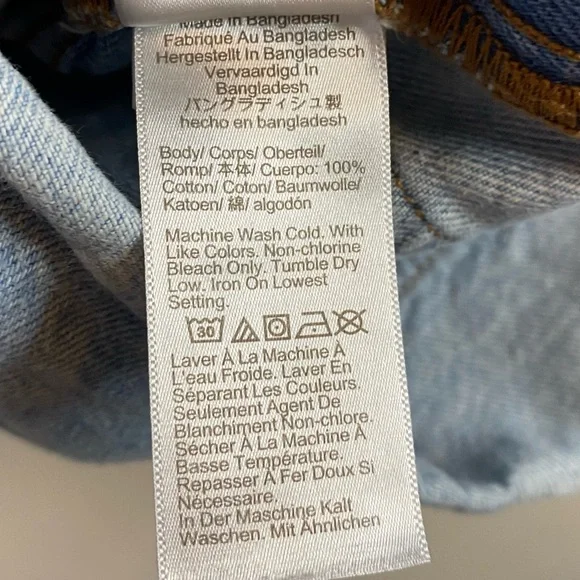 Made In Bangladesh
Fabriqué Au Bangladesh
Hergestellt In Bangladesch
Vervaardigd In
Bangladesh
バングラディシュ製
hecho en bangladesh
Body/ Corps/ Oberteil/
Romp/ 本体/ Cuerpo: 100%
Cotton/ Coton/ Baumwolle/
Katoen/ 綿/ algodón
Machine Wash Cold. With
Like Colors. Non-chlorine
Bleach Only. Tumble Dry
Low. Iron On Lowest
Setting.
30
Laver À La Machine À
L'eau Froide. Laver En
Séparant Les Couleurs.
Seulement Agent De
Blanchiment Non-chlore.
Sécher À La Machine À
Basse Température.
Repasser À Fer Doux Si
Nécessaire.
In Der Maschine Kalt
Waschen. Mit Ähnlichen